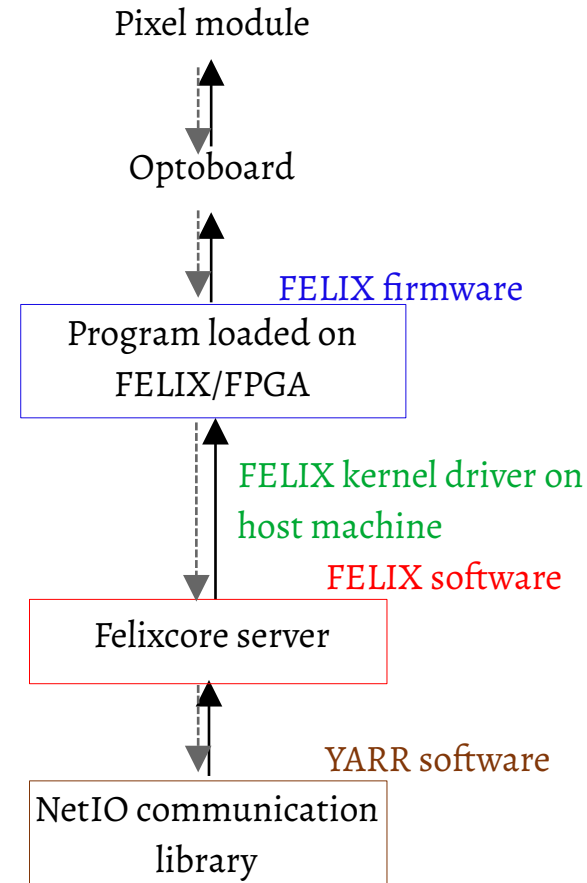 Pixel module
Optoboard
FELIX firmware
Program loaded on
FELIX/FPGA
FELIX kernel driver on
host machine
FELIX software
Felixcore server
YARR software
NetIO communication
library